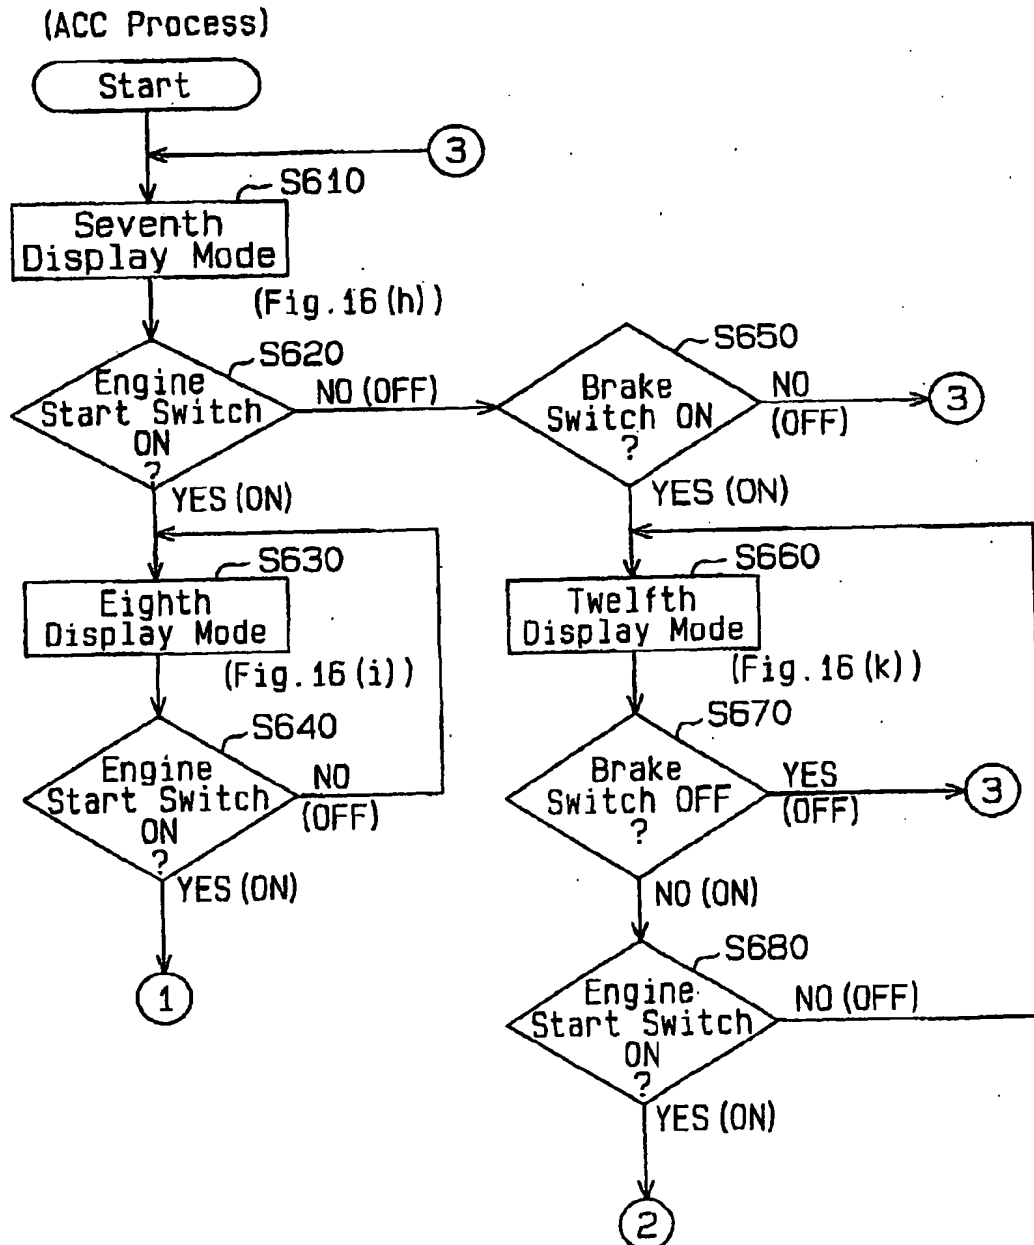 (ACC Process)
Start
3
S610
Seventh
Display Mode
(Fig.16(h))
S620
Engine
Start Switch
ON
?
NO(OFF)
YES(ON)
S650
Brake
Switch ON
?
NO
(OFF)
3
YES(ON)
S630
Eighth
Display Mode
(Fig.16(i))
S660
Twelfth
Display Mode
(Fig.16(k))
S640
Engine
Start Switch
ON
?
NO
(OFF)
YES(ON)
1
S670
Brake
Switch OFF
?
YES
(OFF)
3
NO(ON)
S680
Engine
Start Switch
ON
?
NO(OFF)
YES(ON)
2